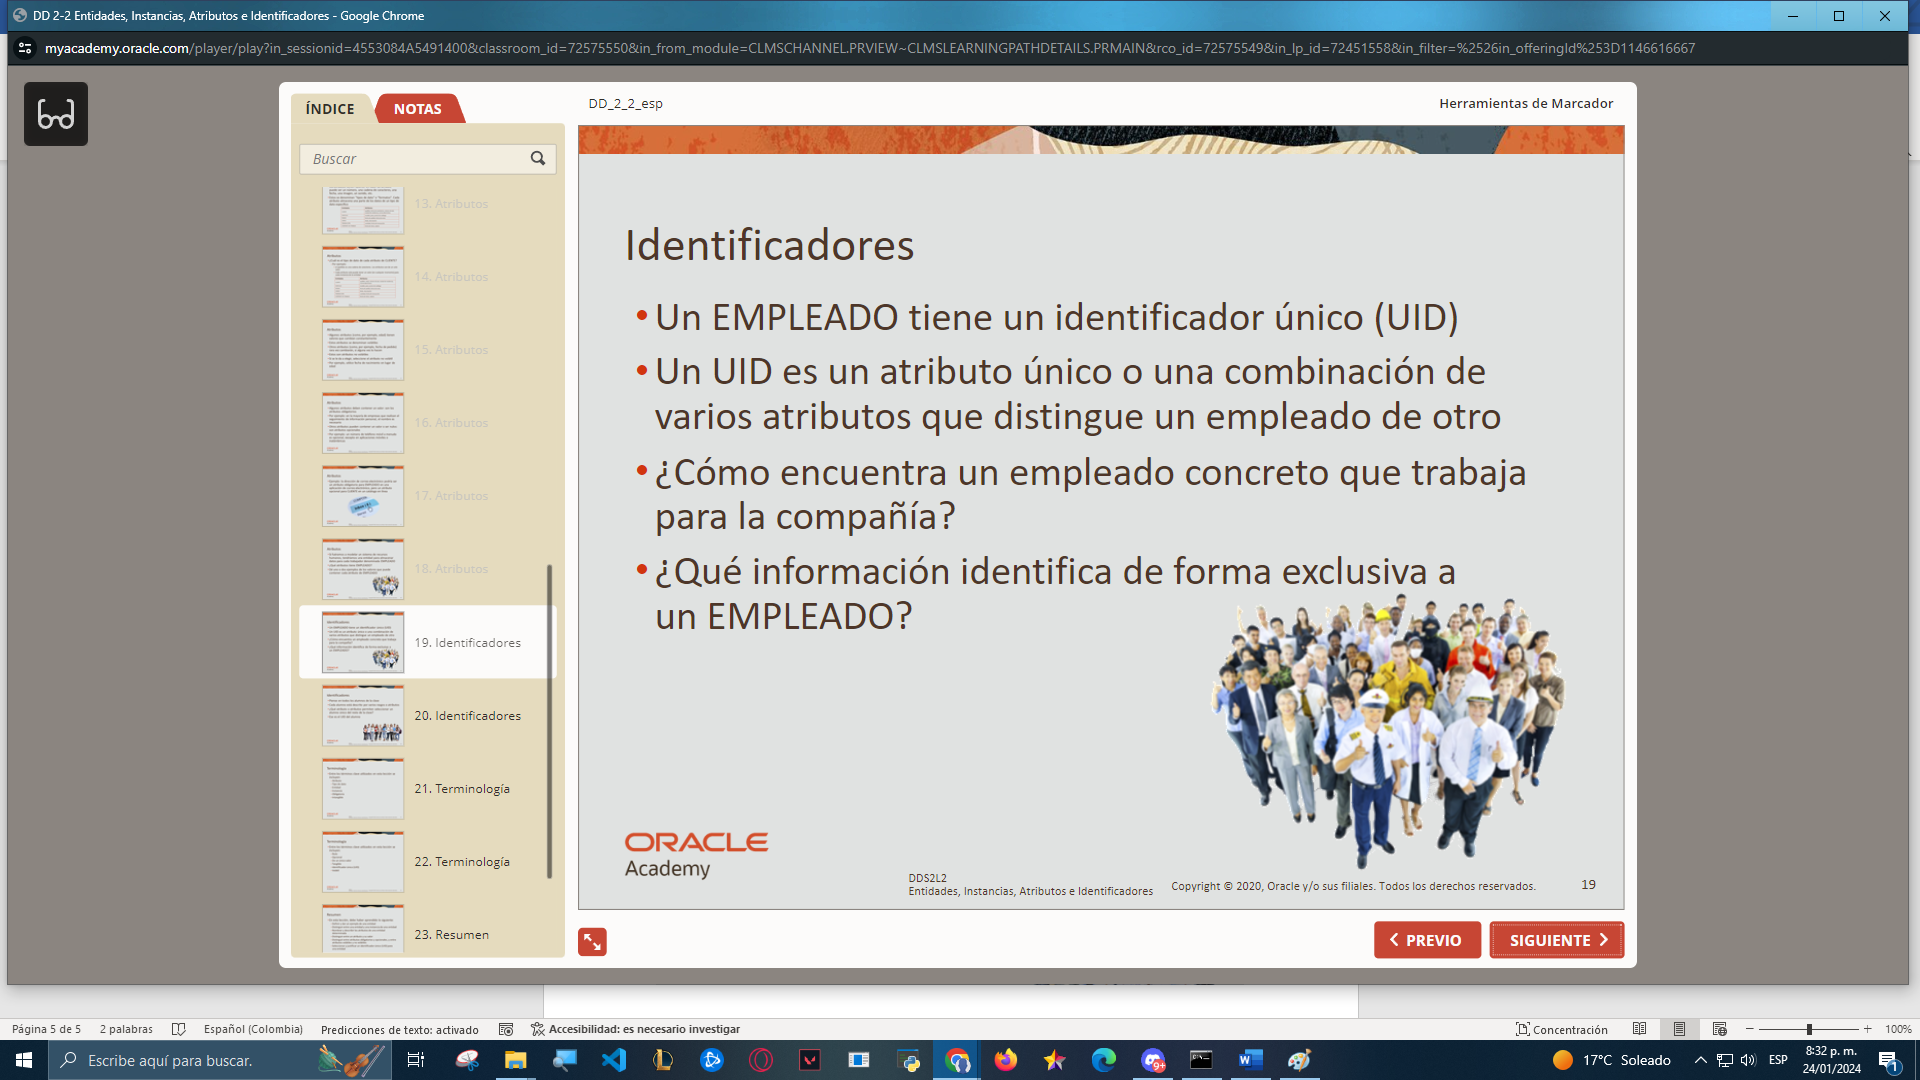 DD 2-2 Entidades, Instancias, Atributos e Identificadores - Google Chrome
myacademy.oracle.com/player/play?in_sessionid=4553084A5491400&classroom_id=72575550&in_from_module=CLMSCHANNEL.PRVIEW~CLMSLEARNINGPATHDETAILS.PRMAIN&rco_id=72575549&in_lp_id=72451558&in_filter=%2526in_offeringId%253D1146616667
ÍNDICE
NOTAS
DD_2_2_esp
Herramientas de Marcador
Buscar
13. Atributos
14. Atributos
15. Atributos
16. Atributos
17. Atributos
18. Atributos
19. Identificadores
20. Identificadores
21. Terminología
22. Terminología
23. Resumen
Identificadores
• Un EMPLEADO tiene un identificador único (UID)
• Un UID es un atributo único o una combinación de
varios atributos que distingue un empleado de otro
• ¿Cómo encuentra un empleado concreto que trabaja
para la compañía?
• ¿Qué información identifica de forma exclusiva a
un EMPLEADO?
ORACLE
Academy
DDS2L2
Entidades, Instancias, Atributos e Identificadores
Copyright © 2020, Oracle y/o sus filiales. Todos los derechos reservados.
19
PREVIO
SIGUIENTE
Página 5 de 5
2 palabras
Español (Colombia)
Predicciones de texto: activado
Accesibilidad: es necesario investigar
Concentración
100%
Escribe aquí para buscar.
9+
17°C Soleado
ESP
8:32 p. m.
24/01/2024
1